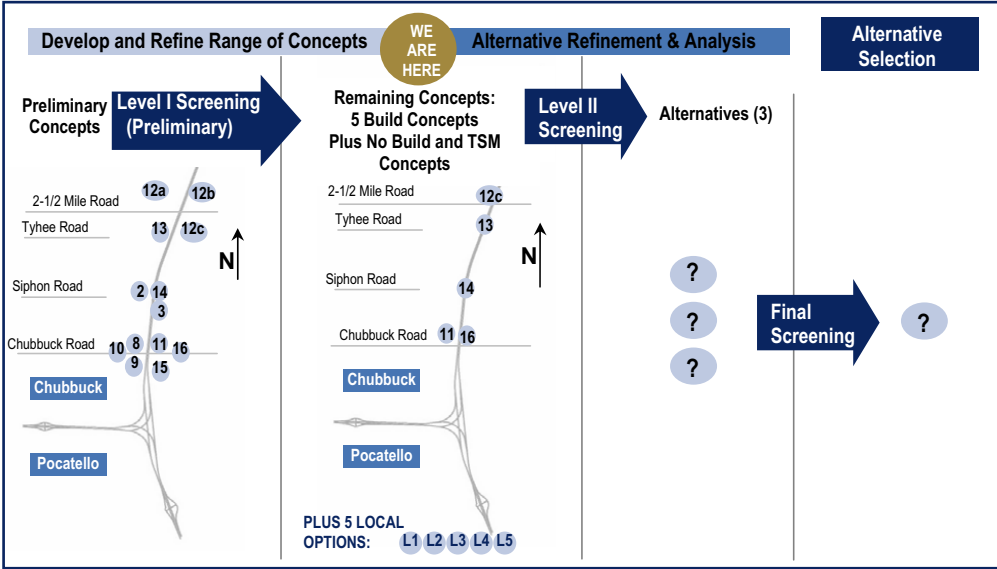 Develop and Refine Range of Concepts
WE
ARE
HERE
Alternative Refinement & Analysis
Alternative
Selection
Preliminary
Concepts
Level I Screening
(Preliminary)
Remaining Concepts:
5 Build Concepts
Plus No Build and TSM
Concepts
Level II
Screening
Alternatives (3)
12a
12b
2-1/2 Mile Road
Tyhee Road
13
12c
N
Siphon Road
2
14
3
Chubbuck Road
10
8
11
16
9
15
Chubbuck
Pocatello
2-1/2 Mile Road
12c
Tyhee Road
13
N
Siphon Road
14
Chubbuck Road
11
16
Chubbuck
Pocatello
PLUS 5 LOCAL
OPTIONS:
L1 L2 L3 L4 L5
?
?
?
Final
Screening
?